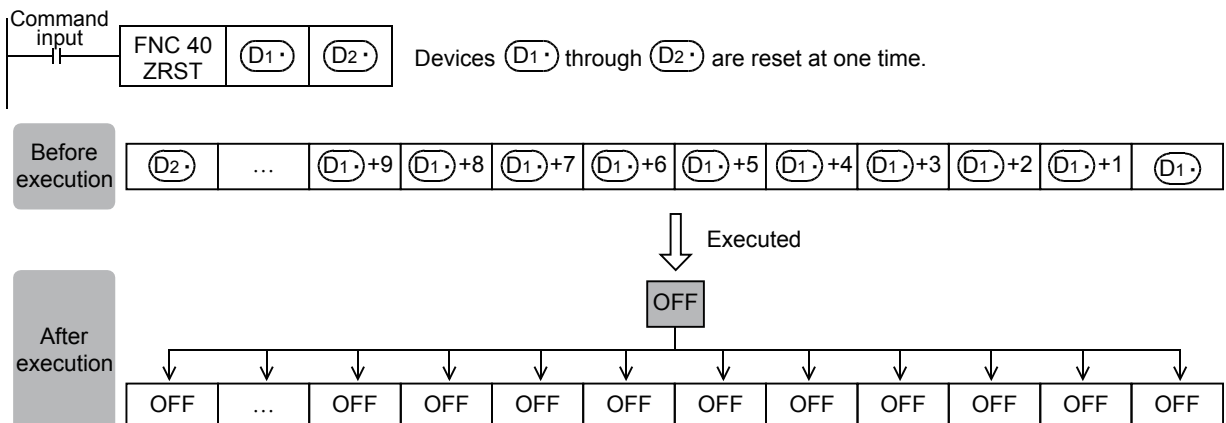 Command
input
FNC 40
ZRST
D1·
D2·
Devices D1· through D2· are reset at one time.
Before
execution
D2· … D1·+9 D1·+8 D1·+7 D1·+6 D1·+5 D1·+4 D1·+3 D1·+2 D1·+1 D1·
Executed
OFF
After
execution
OFF … OFF OFF OFF OFF OFF OFF OFF OFF OFF OFF